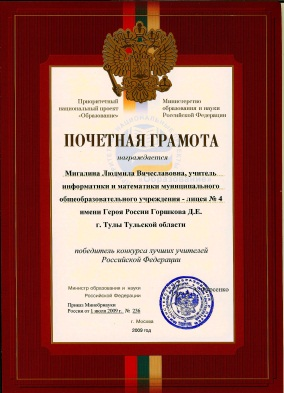 Приоритетный
национальный проект
«Образование»
Министерство
образования и науки
Российской Федерации
ПОЧЕТНАЯ ГРАМОТА
награждается
Мигалина Людмила Вячеславовна, учитель
информатики и математики муниципального
общеобразовательного учреждения - лицея № 4
имени Героя России Горшкова Д.Е.
г. Тулы Тульской области
победитель конкурса лучших учителей
Российской Федерации
Министр образования и науки
Российской Федерации
Приказ Минобрнауки
России от 1 июля 2009 г. № 236
г. Москва
2009 год